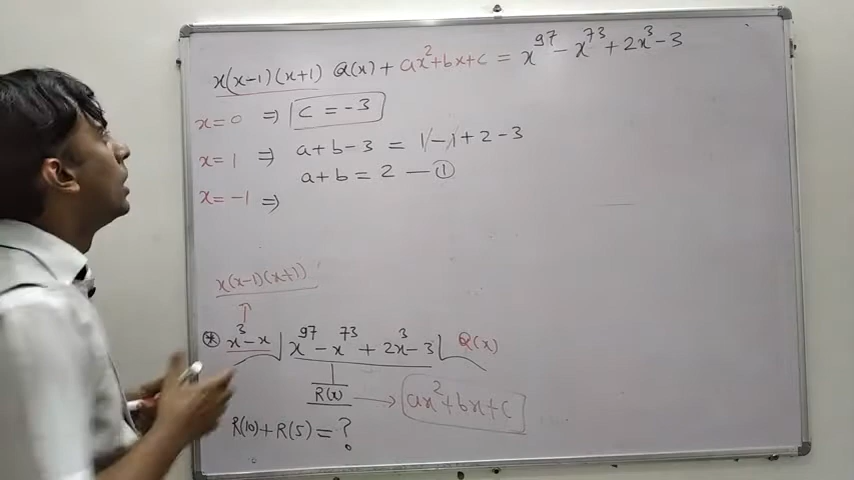 x(x-1)(x+1) Q(x) + ax²+bx+c = x⁹⁷ - x⁷³ + 2x³ - 3
x=0 ⇒ c = -3
x=1 ⇒ a+b-3 = 1-1+2-3
a+b = 2 — ①
x=-1 ⇒
x(x-1)(x+1)
↑
* x³-x | x⁹⁷ - x⁷³ + 2x³ - 3 | Q(x)
R(x) → ax²+bx+c
R(10)+R(5) = ?